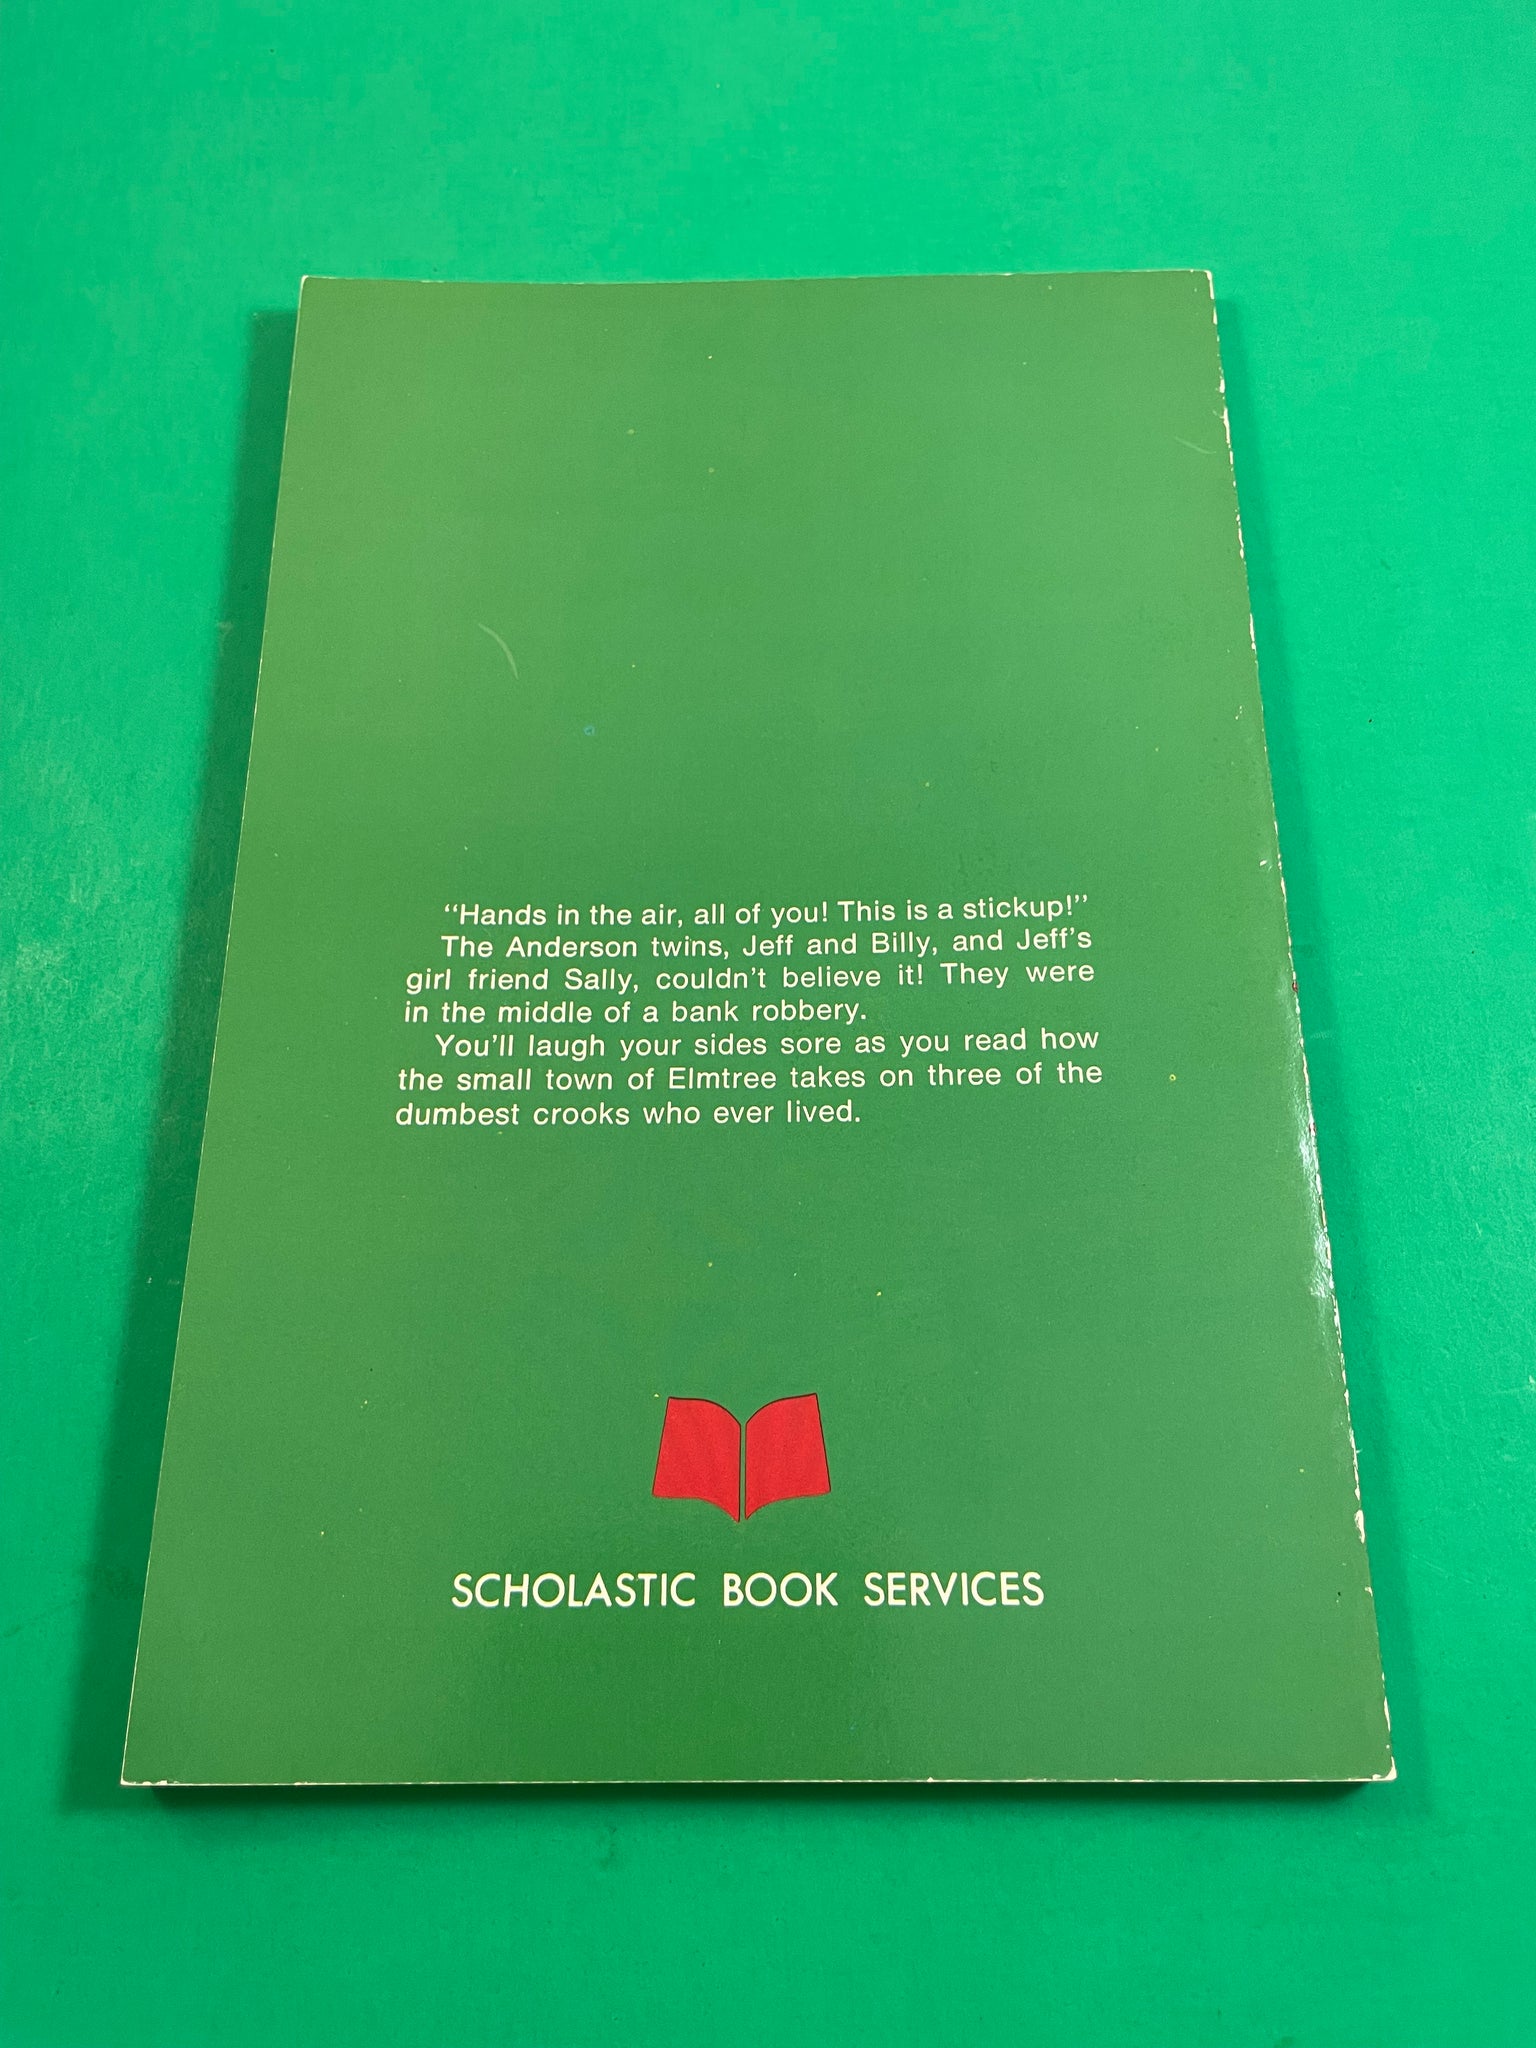 “Hands in the air, all of you! This is a stickup!”
The Anderson twins, Jeff and Billy, and Jeff's
girl friend Sally, couldn't believe it! They were
in the middle of a bank robbery.
You'll laugh your sides sore as you read how
the small town of Elmtree takes on three of the
dumbest crooks who ever lived.
SCHOLASTIC BOOK SERVICES